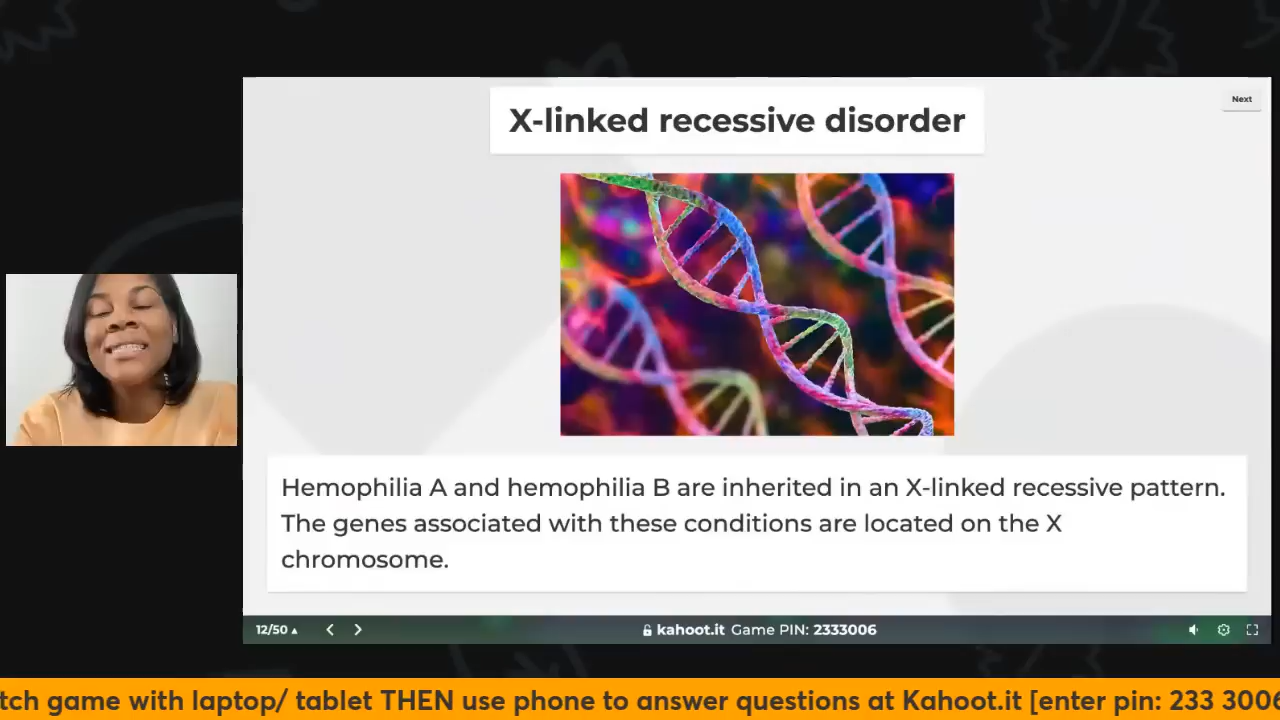 X-linked recessive disorder
Next
Hemophilia A and hemophilia B are inherited in an X-linked recessive pattern.
The genes associated with these conditions are located on the X
chromosome.
12/50
kahoot.it Game PIN: 2333006
tch game with laptop/ tablet THEN use phone to answer questions at Kahoot.it [enter pin: 233 3006